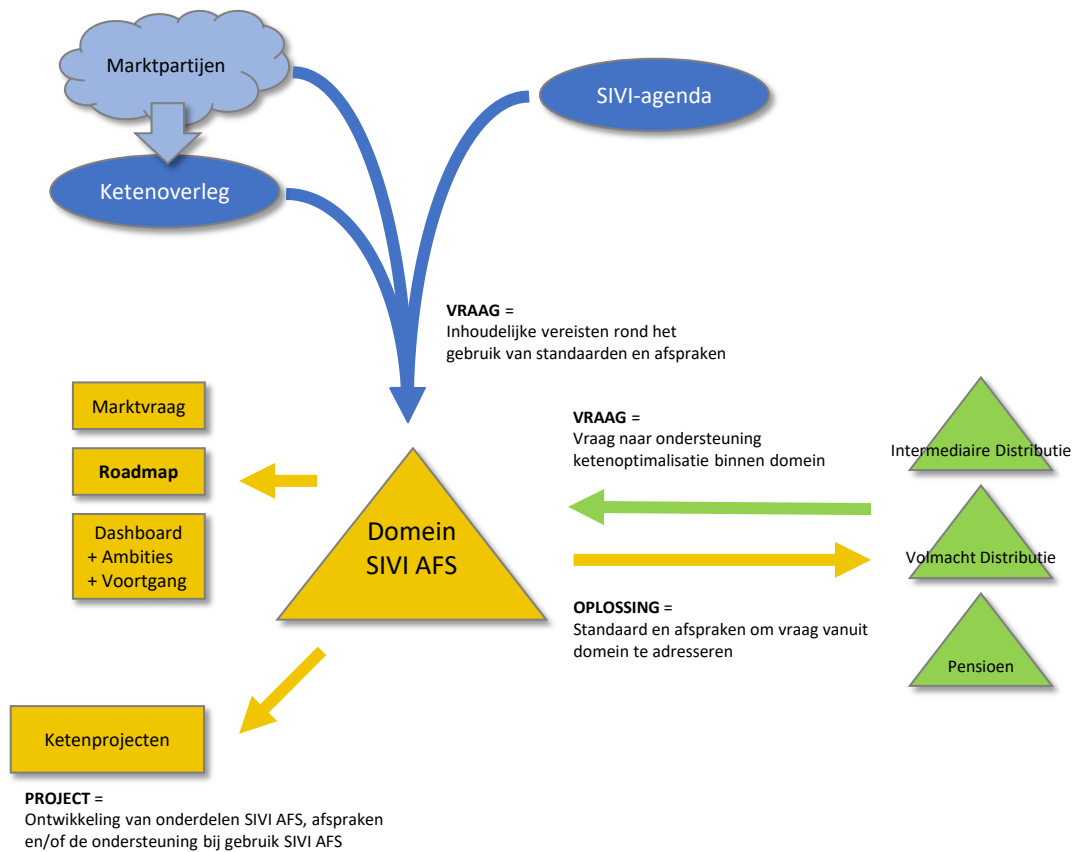 Marktpartijen
SIVI-agenda
Ketenoverleg
VRAAG =
Inhoudelijke vereisten rond het
gebruik van standaarden en afspraken
Marktvraag
Roadmap
Dashboard
+ Ambities
+ Voortgang
Domein
SIVI AFS
VRAAG =
Vraag naar ondersteuning
ketenoptimalisatie binnen domein
OPLOSSING =
Standaard en afspraken om vraag vanuit
domein te adresseren
Intermediaire Distributie
Volmacht Distributie
Pensioen
Ketenprojecten
PROJECT =
Ontwikkeling van onderdelen SIVI AFS, afspraken
en/of de ondersteuning bij gebruik SIVI AFS